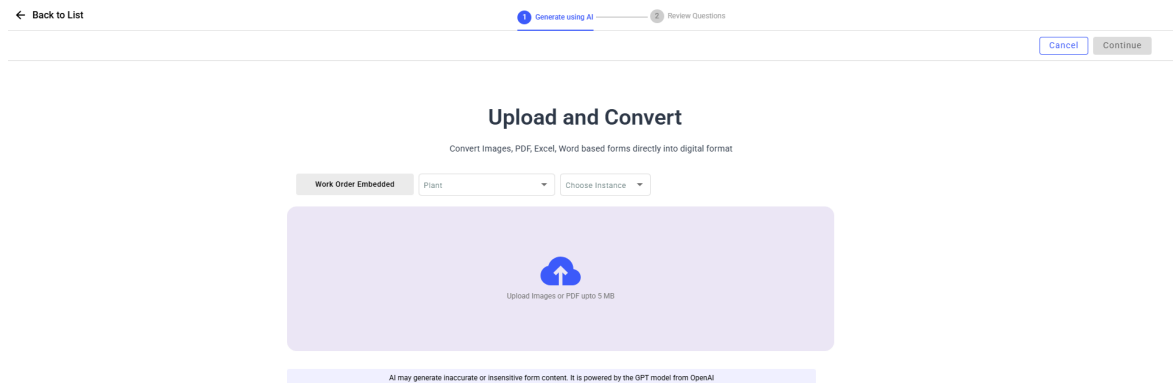 Back to List
1 Generate using AI 2 Review Questions
Cancel Continue
Upload and Convert
Convert Images, PDF, Excel, Word based forms directly into digital format
Work Order Embedded Plant Choose Instance
Upload Images or PDF upto 5 MB
AI may generate inaccurate or insensitive form content. It is powered by the GPT model from OpenAI